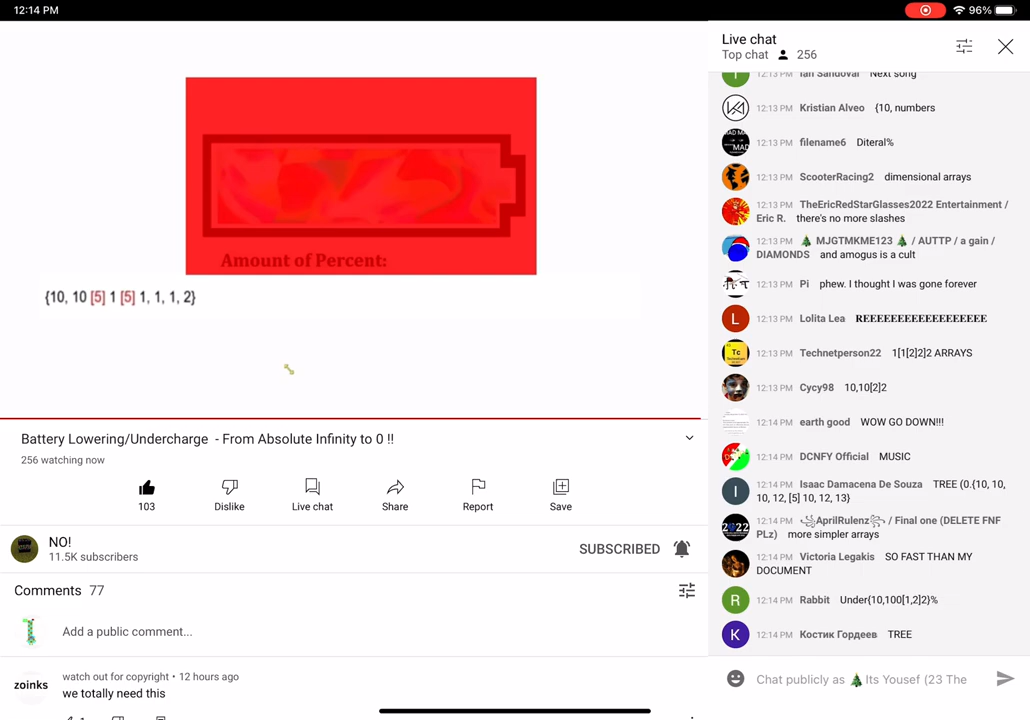 12:14 PM
96%
Amount of Percent:
{10, 10 [5] 1 [5] 1, 1, 1, 2}
Battery Lowering/Undercharge - From Absolute Infinity to 0 !!
256 watching now
103
Dislike
Live chat
Share
Report
Save
NO!
11.5K subscribers
SUBSCRIBED
Comments 77
Add a public comment...
zoinks
watch out for copyright • 12 hours ago
we totally need this
1
Live chat
Top chat 256
12:13 PM Ian Sandoval Next song
12:13 PM Kristian Alveo {10, numbers
12:13 PM filename6 Diteral%
12:13 PM ScooterRacing2 dimensional arrays
12:13 PM TheEricRedStarGlasses2022 Entertainment /
Eric R. there's no more slashes
12:13 PM 🎄 MJGTMKME123 🎄 / AUTTP / a gain /
DIAMONDS and amogus is a cult
12:13 PM Pi phew. I thought I was gone forever
12:13 PM Lolita Lea REEEEEEEEEEEEEEEEEE
12:13 PM Technetperson22 1[1[2]2]2 ARRAYS
12:13 PM Cycy98 10,10[2]2
12:14 PM earth good WOW GO DOWN!!!
12:14 PM DCNFY Official MUSIC
12:14 PM Isaac Damacena De Souza TREE (0.{10, 10,
10, 12, [5] 10, 12, 13}
12:14 PM ꧁AprilRulenz꧂ / Final one (DELETE FNF
PLz) more simpler arrays
12:14 PM Victoria Legakis SO FAST THAN MY
DOCUMENT
12:14 PM Rabbit Under{10,100[1,2]2}%
12:14 PM Костик Гордеев TREE
Chat publicly as 🎄Its Yousef (23 The